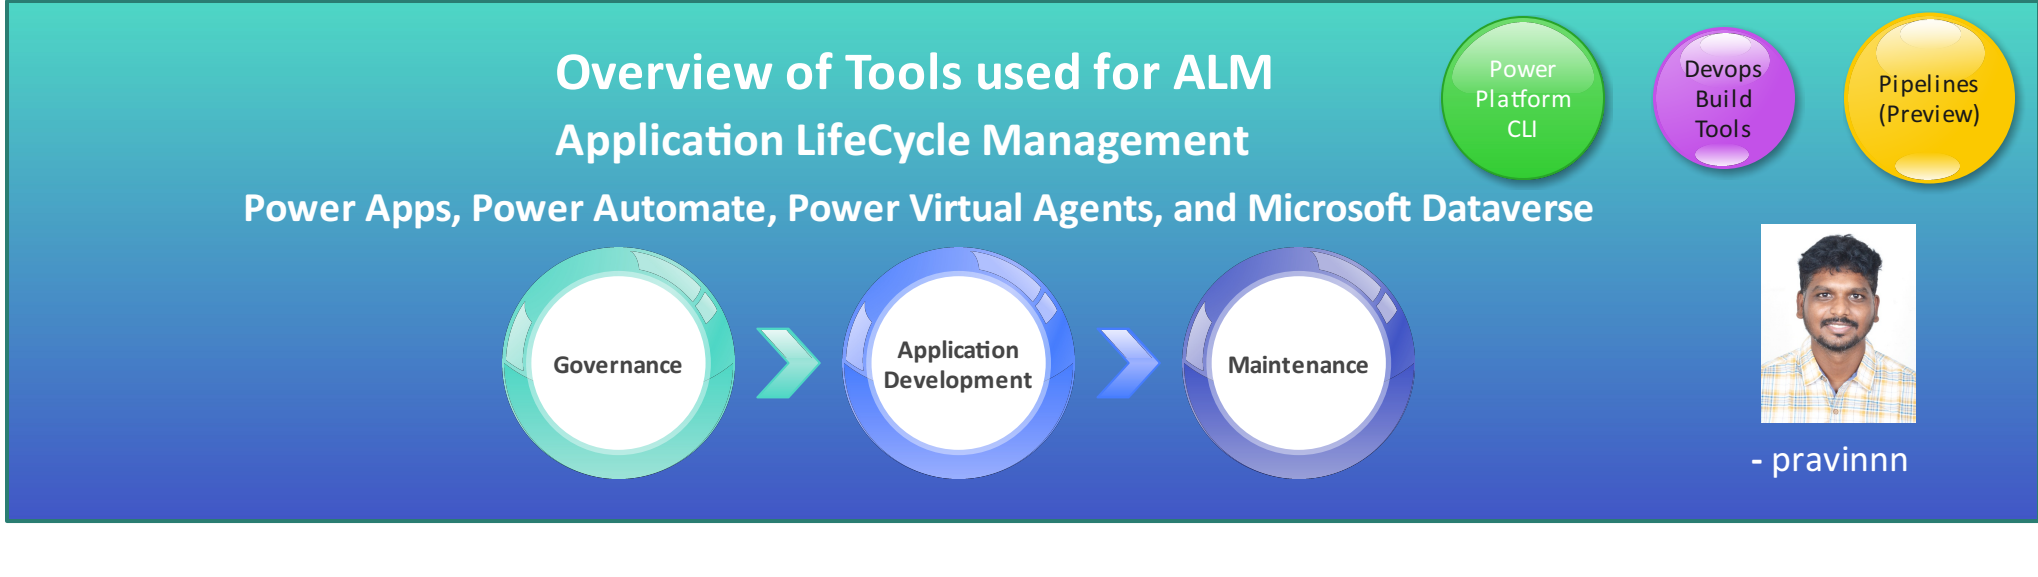 Overview of Tools used for ALM
Application LifeCycle Management
Power Apps, Power Automate, Power Virtual Agents, and Microsoft Dataverse
Power
Platform
CLI
Devops
Build
Tools
Pipelines
(Preview)
Governance
Application
Development
Maintenance
- pravinnn